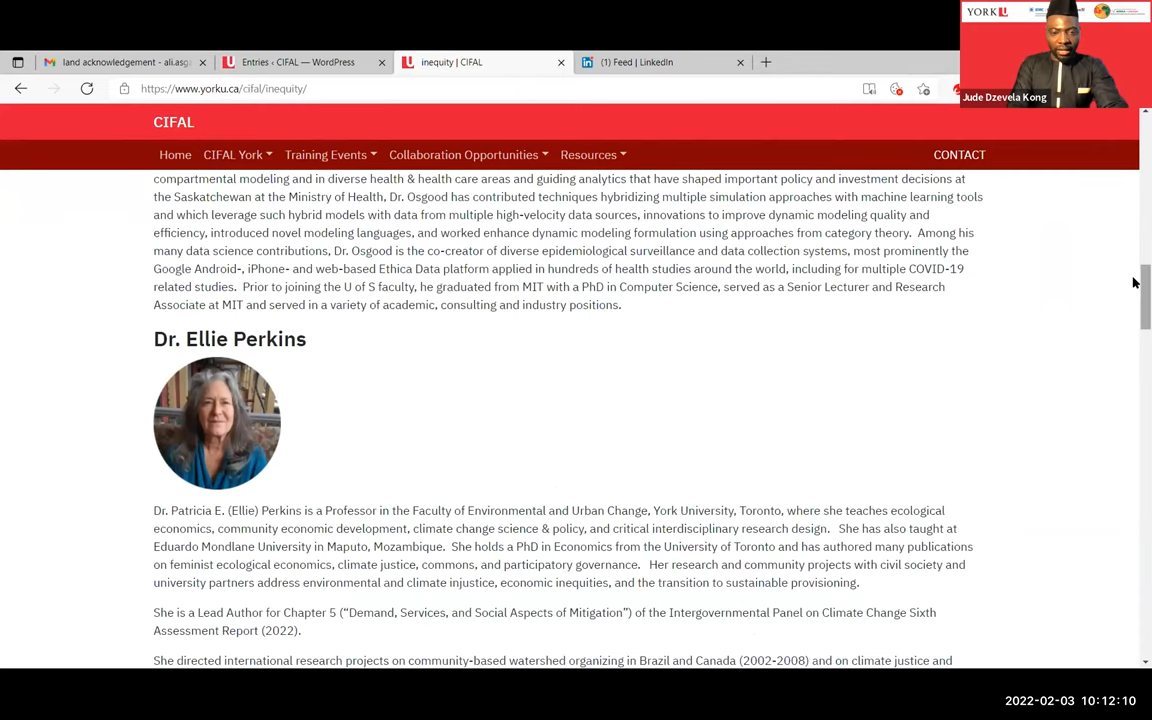 YORK U
land acknowledgement - ali.asg
Entries ‹ CIFAL — WordPress
inequity | CIFAL
(1) Feed | LinkedIn
https://www.yorku.ca/cifal/inequity/
Jude Dzevela Kong
CIFAL
Home CIFAL York Training Events Collaboration Opportunities Resources CONTACT
compartmental modeling and in diverse health & health care areas and guiding analytics that have shaped important policy and investment decisions at
the Saskatchewan at the Ministry of Health, Dr. Osgood has contributed techniques hybridizing multiple simulation approaches with machine learning tools
and which leverage such hybrid models with data from multiple high-velocity data sources, innovations to improve dynamic modeling quality and
efficiency, introduced novel modeling languages, and worked enhance dynamic modeling formulation using approaches from category theory. Among his
many data science contributions, Dr. Osgood is the co-creator of diverse epidemiological surveillance and data collection systems, most prominently the
Google Android-, iPhone- and web-based Ethica Data platform applied in hundreds of health studies around the world, including for multiple COVID-19
related studies. Prior to joining the U of S faculty, he graduated from MIT with a PhD in Computer Science, served as a Senior Lecturer and Research
Associate at MIT and served in a variety of academic, consulting and industry positions.
Dr. Ellie Perkins
Dr. Patricia E. (Ellie) Perkins is a Professor in the Faculty of Environmental and Urban Change, York University, Toronto, where she teaches ecological
economics, community economic development, climate change science & policy, and critical interdisciplinary research design. She has also taught at
Eduardo Mondlane University in Maputo, Mozambique. She holds a PhD in Economics from the University of Toronto and has authored many publications
on feminist ecological economics, climate justice, commons, and participatory governance. Her research and community projects with civil society and
university partners address environmental and climate injustice, economic inequities, and the transition to sustainable provisioning.
She is a Lead Author for Chapter 5 (“Demand, Services, and Social Aspects of Mitigation”) of the Intergovernmental Panel on Climate Change Sixth
Assessment Report (2022).
She directed international research projects on community-based watershed organizing in Brazil and Canada (2002-2008) and on climate justice and
2022-02-03 10:12:10